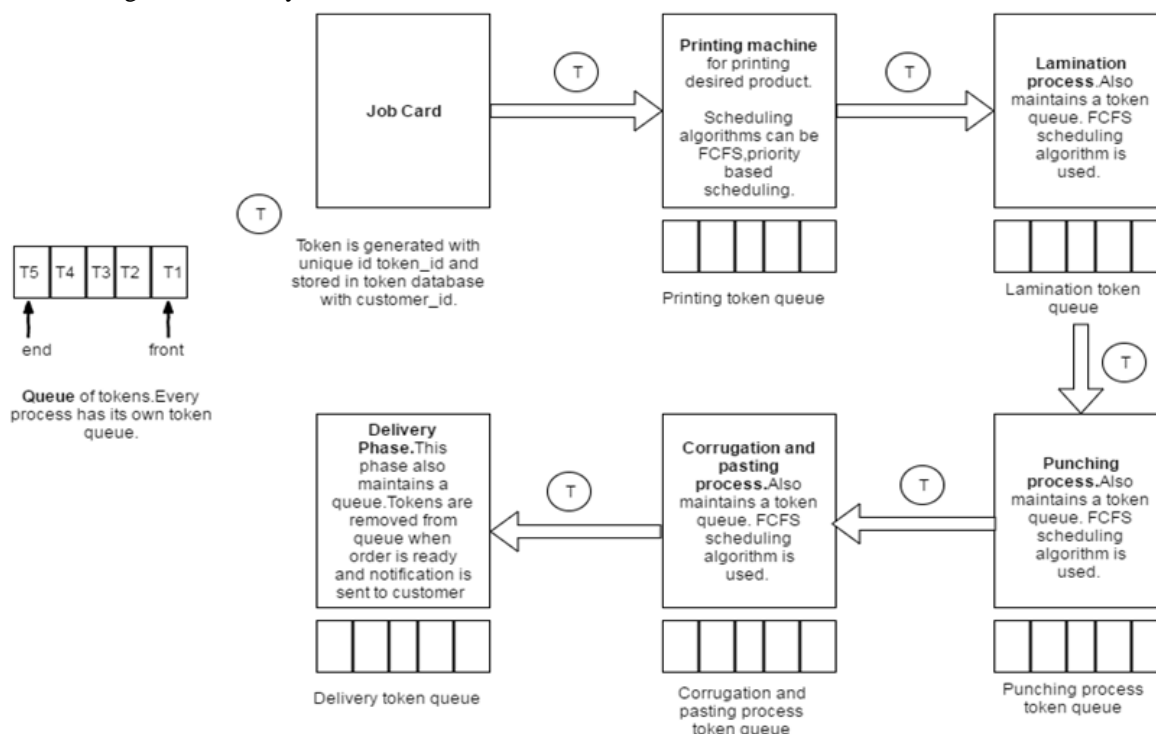 Job Card
T
Printing machine
for printing
desired product.
Scheduling
algorithms can be
FCFS,priority
based
scheduling.
T
Lamination
process.Also
maintains a token
queue. FCFS
scheduling
algorithm is
used.
T
Token is generated with
unique id token_id and
stored in token database
with customer_id.
Printing token queue
Lamination token
queue
T5 T4 T3 T2 T1
end front
Queue of tokens.Every
process has its own token
queue.
T
Delivery
Phase.This
phase also
maintains a
queue.Tokens are
removed from
queue when
order is ready
and notification is
sent to customer
T
Corrugation and
pasting
process.Also
maintains a token
queue. FCFS
scheduling
algorithm is
used.
T
Punching
process.Also
maintains a token
queue. FCFS
scheduling
algorithm is
used.
Delivery token queue
Corrugation and
pasting process
token queue
Punching process
token queue